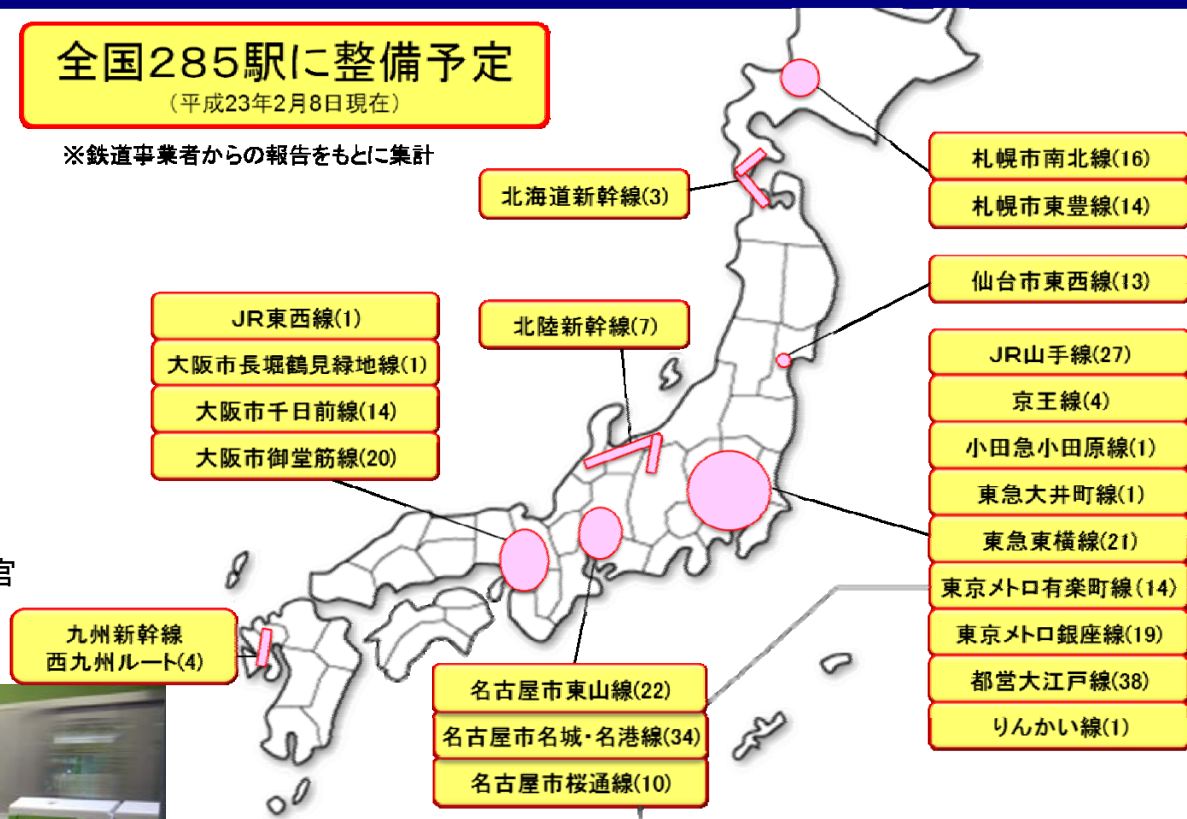 全国285駅に整備予定
(平成23年2月8日現在)
※鉄道事業者からの報告をもとに集計
札幌市南北線(16)
札幌市東豊線(14)
北海道新幹線(3)
仙台市東西線(13)
JR東西線(1)
大阪市長堀鶴見緑地線(1)
大阪市千日前線(14)
大阪市御堂筋線(20)
北陸新幹線(7)
JR山手線(27)
京王線(4)
小田急小田原線(1)
東急大井町線(1)
東急東横線(21)
東京メトロ有楽町線(14)
東京メトロ銀座線(19)
都営大江戸線(38)
りんかい線(1)
官
九州新幹線
西九州ルート(4)
名古屋市東山線(22)
名古屋市名城・名港線(34)
名古屋市桜通線(10)